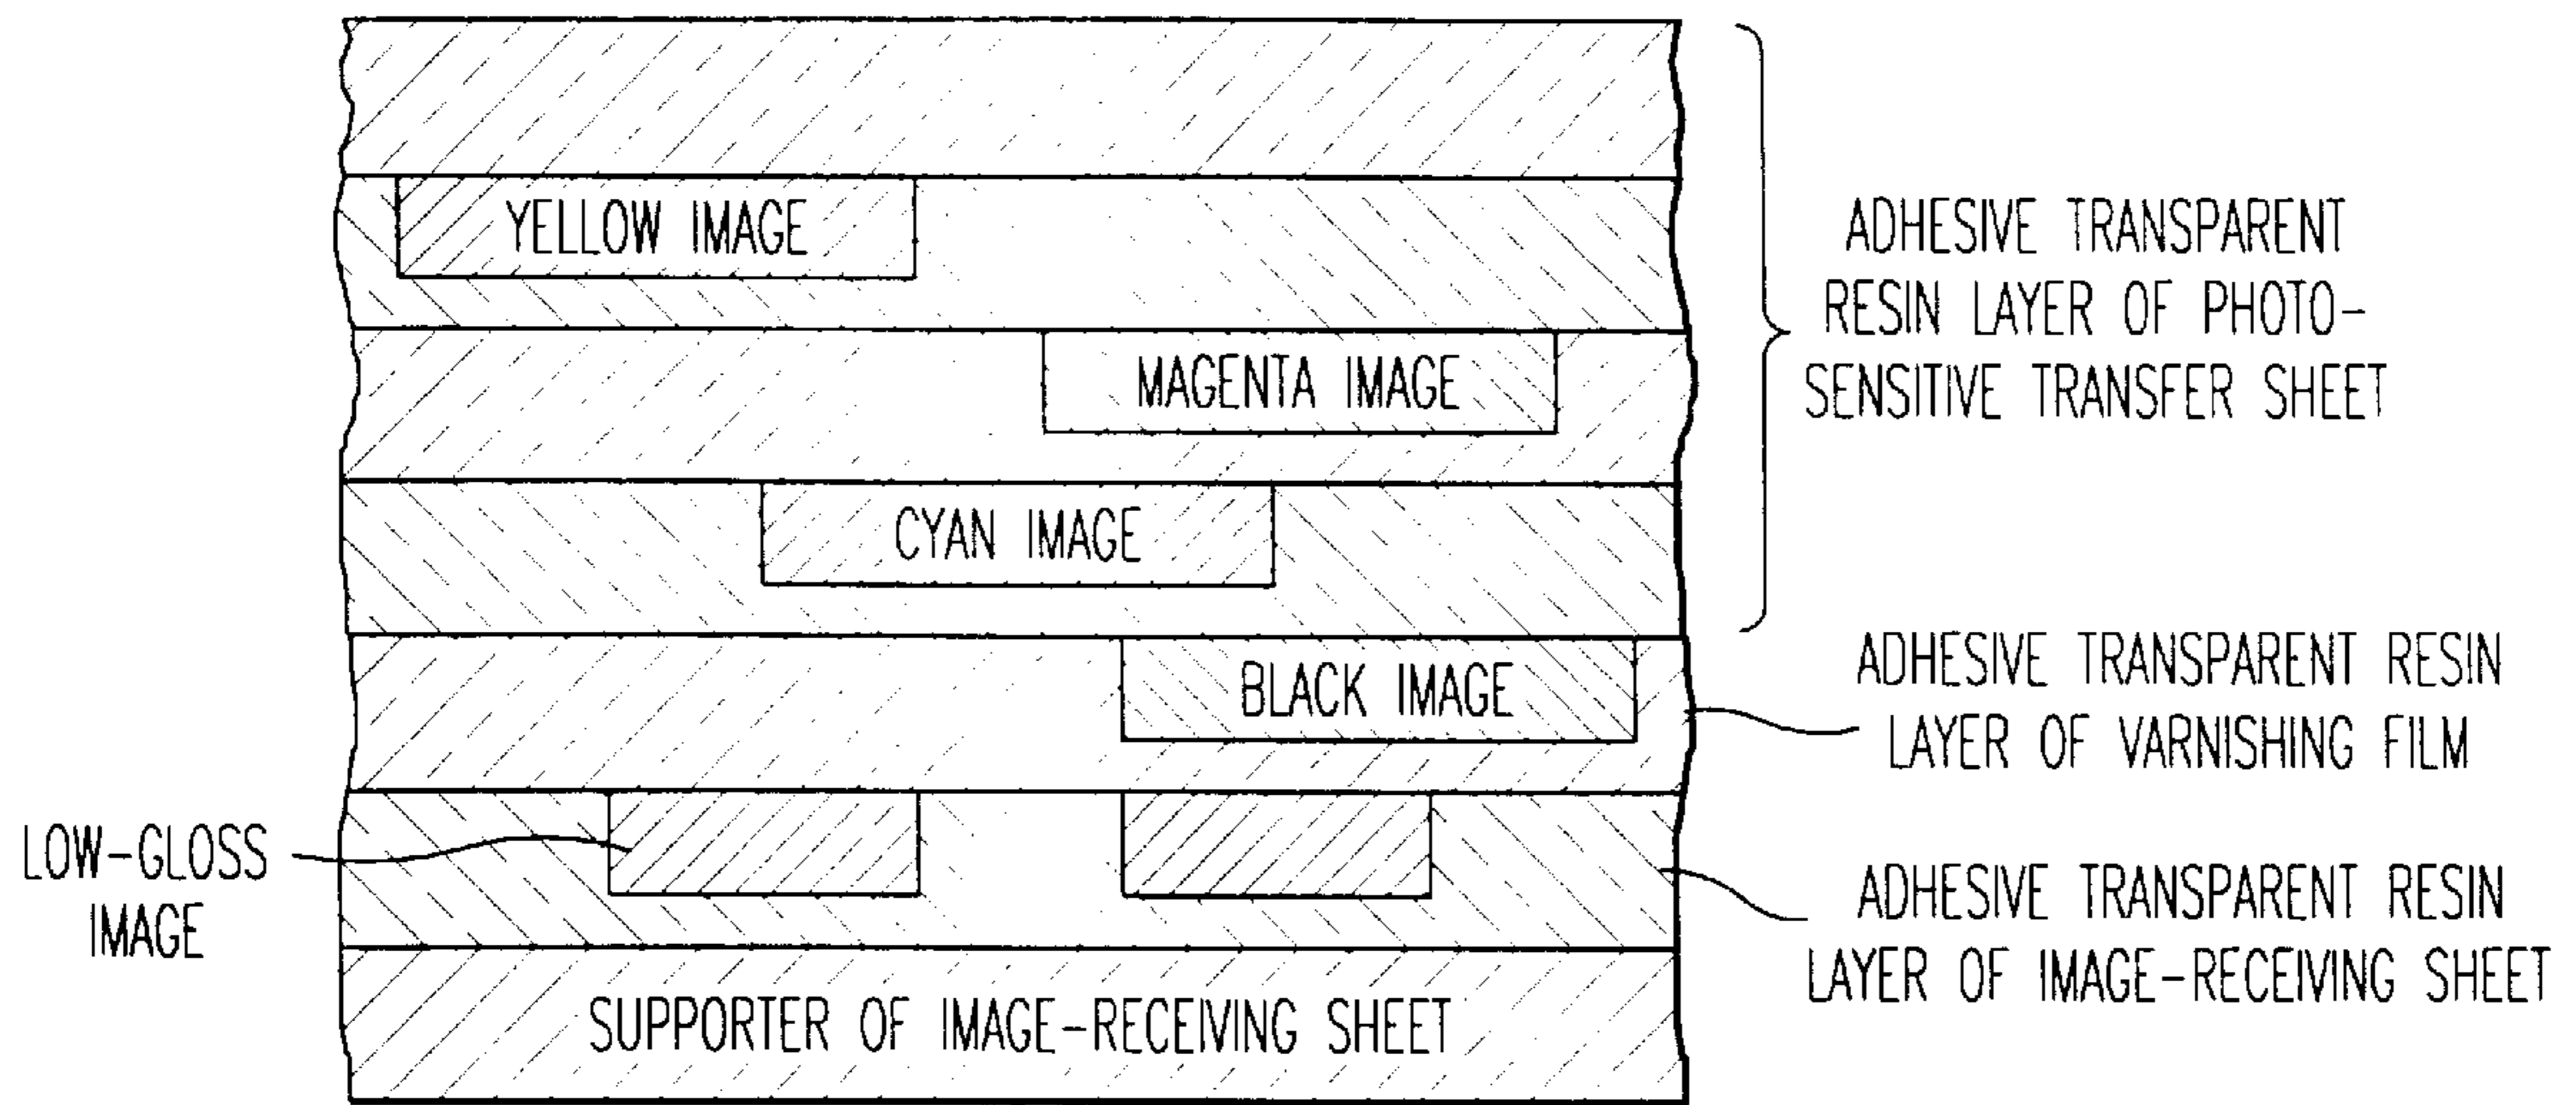 YELLOW IMAGE
MAGENTA IMAGE
CYAN IMAGE
BLACK IMAGE
ADHESIVE TRANSPARENT
RESIN LAYER OF PHOTO-
SENSITIVE TRANSFER SHEET
ADHESIVE TRANSPARENT RESIN
LAYER OF VARNISHING FILM
LOW-GLOSS
IMAGE
ADHESIVE TRANSPARENT RESIN
LAYER OF IMAGE-RECEIVING SHEET
SUPPORTER OF IMAGE-RECEIVING SHEET